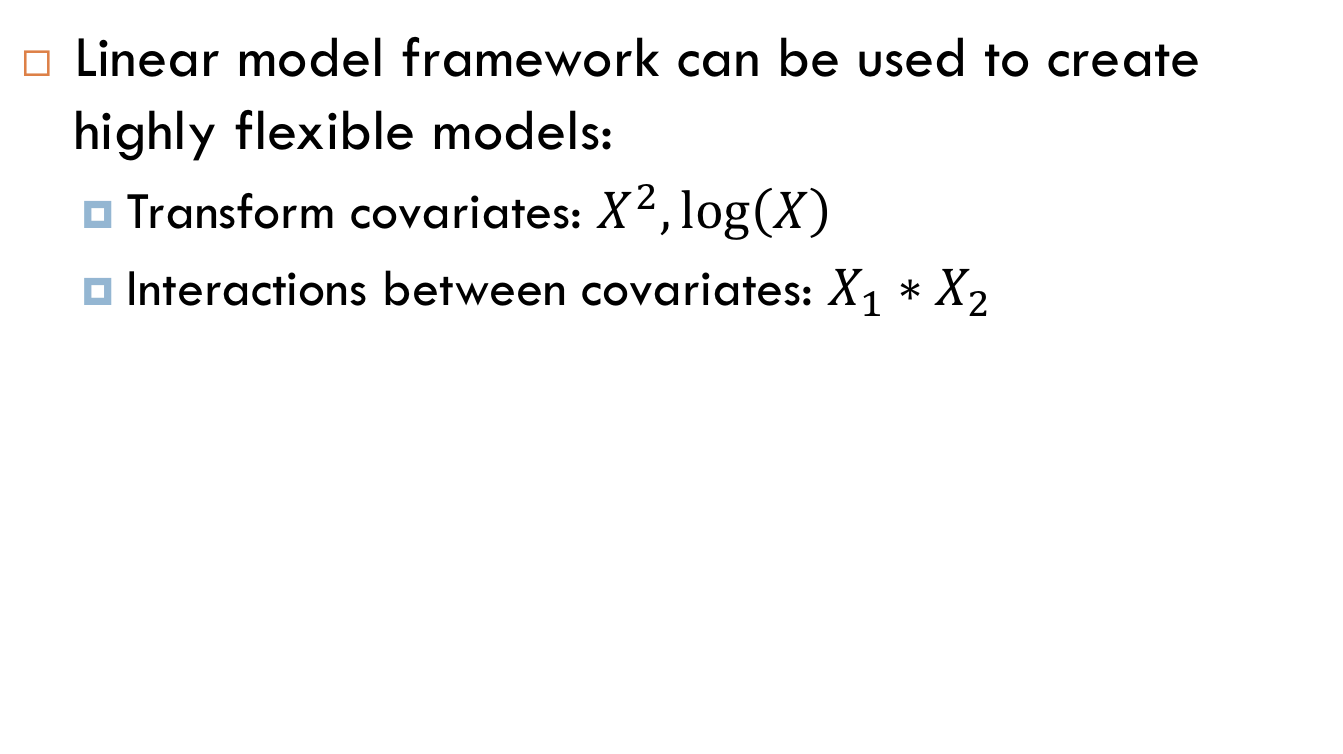 Linear model framework can be used to create
highly flexible models:
Transform covariates: X², log(X)
Interactions between covariates: X₁ * X₂